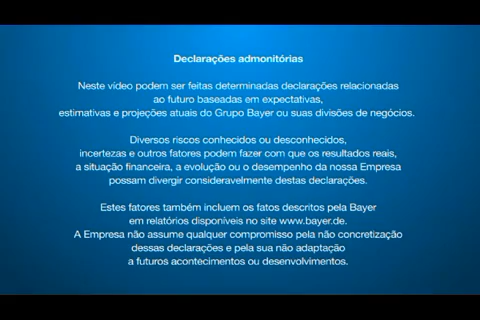 Declarações admonitórias
Neste vídeo podem ser feitas determinadas declarações relacionadas
ao futuro baseadas em expectativas,
estimativas e projeções atuais do Grupo Bayer ou suas divisões de negócios.
Diversos riscos conhecidos ou desconhecidos,
incertezas e outros fatores podem fazer com que os resultados reais,
a situação financeira, a evolução ou o desempenho da nossa Empresa
possam divergir consideravelmente destas declarações.
Estes fatores também incluem os fatos descritos pela Bayer
em relatórios disponíveis no site www.bayer.de.
A Empresa não assume qualquer compromisso pela não concretização
dessas declarações e pela sua não adaptação
a futuros acontecimentos ou desenvolvimentos.